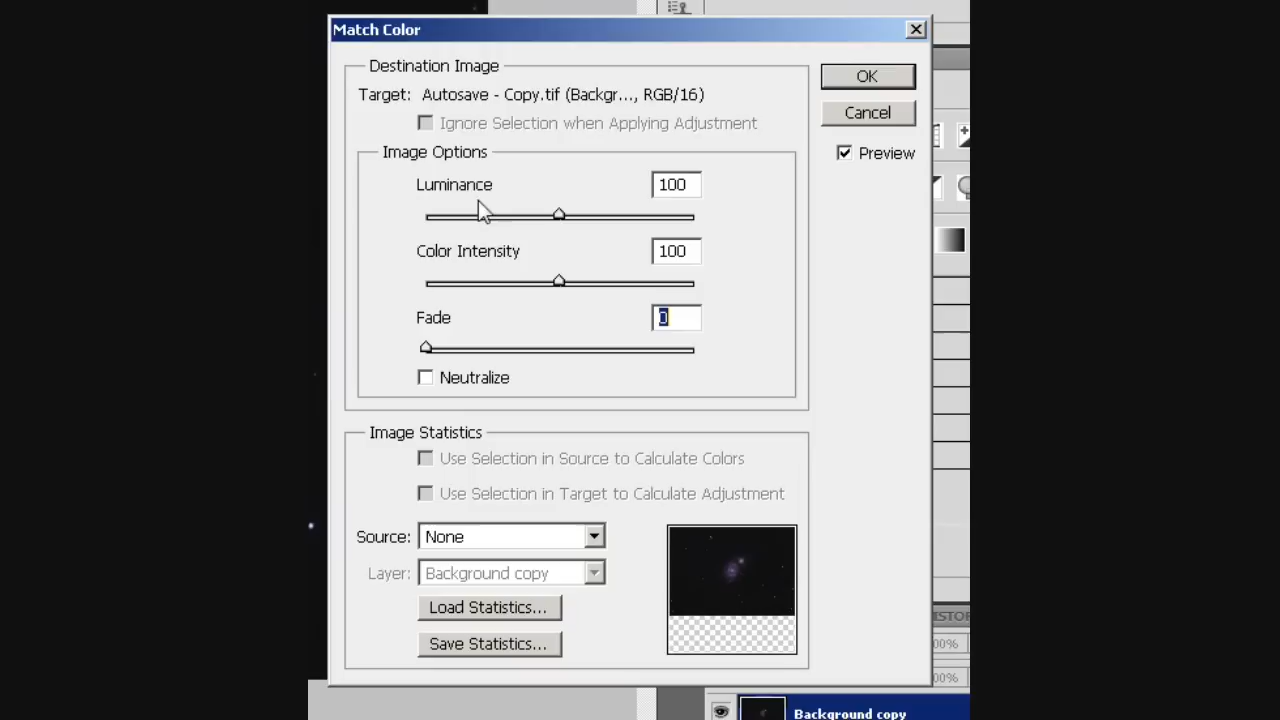 Match Color
Destination Image
Target: Autosave - Copy.tif (Backgr..., RGB/16)
Ignore Selection when Applying Adjustment
Image Options
Luminance 100
Color Intensity 100
Fade 0
Neutralize
OK
Cancel
Preview
Image Statistics
Use Selection in Source to Calculate Colors
Use Selection in Target to Calculate Adjustment
Source: None
Layer: Background copy
Load Statistics...
Save Statistics...
00%
00%
Background copy